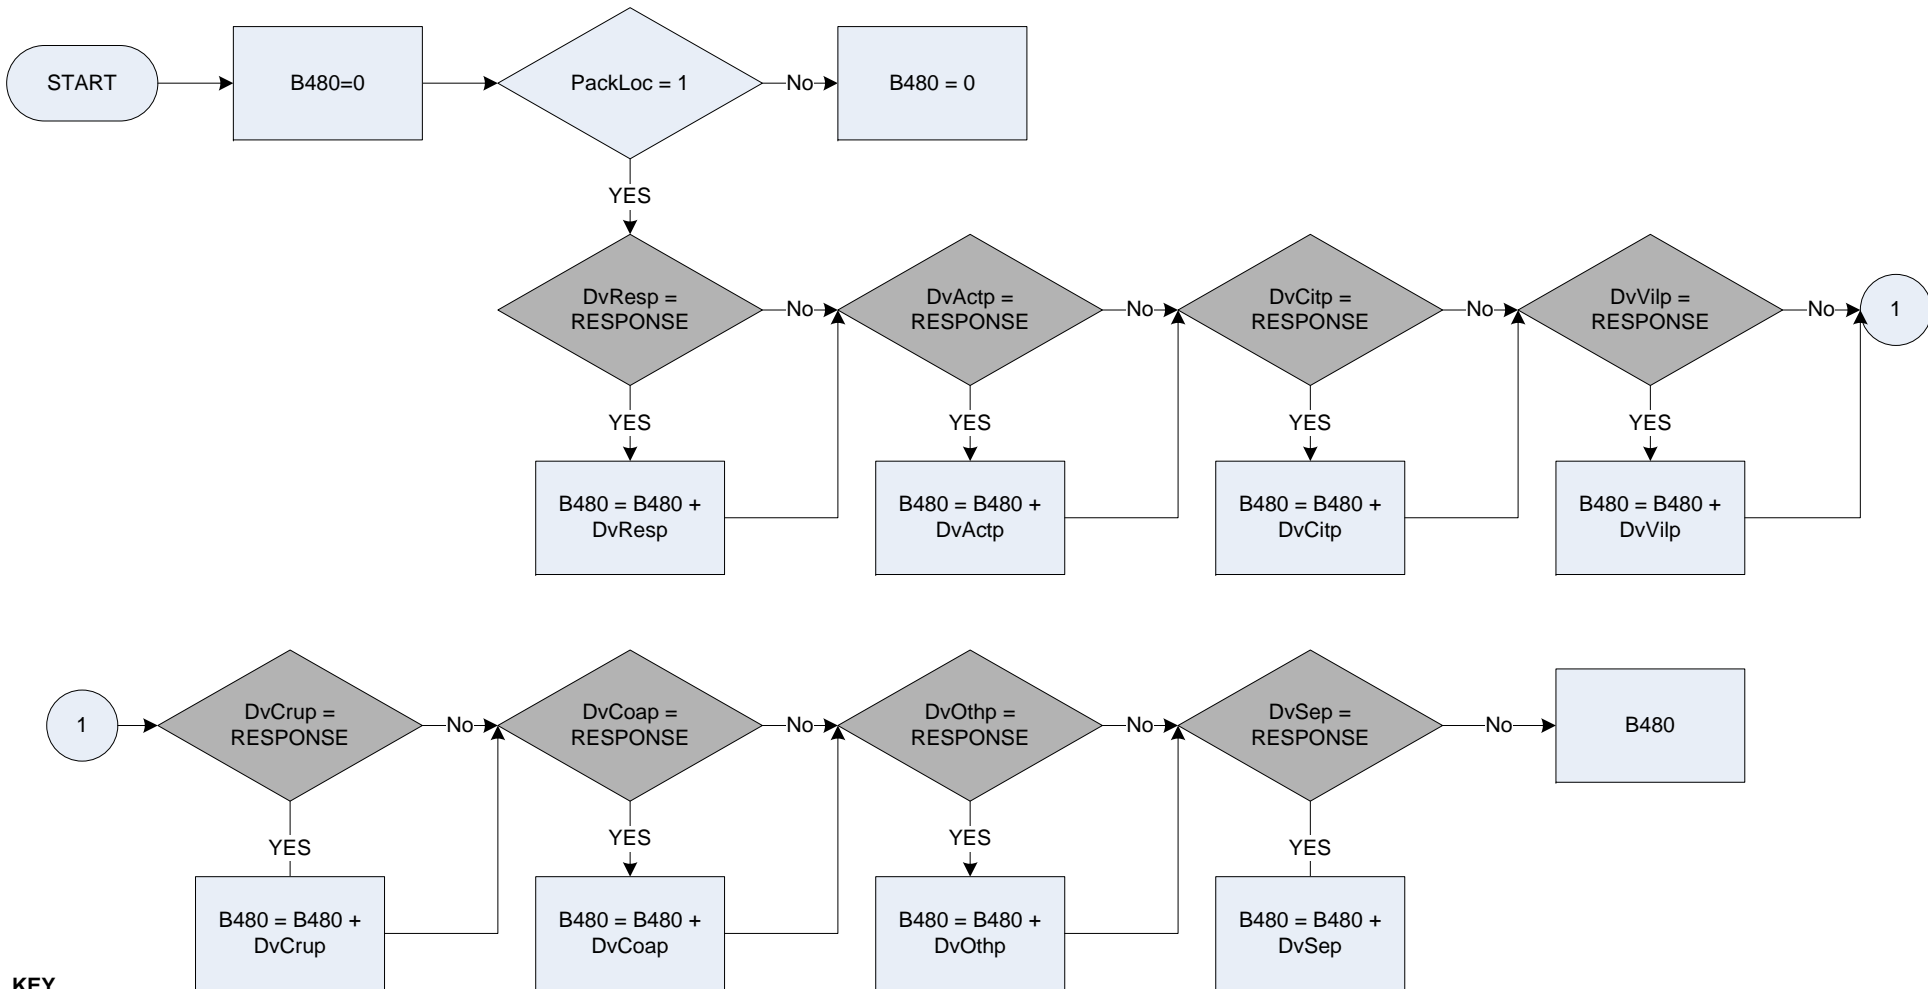 START
B480=0
PackLoc = 1
No
B480 = 0
YES
DvResp =
RESPONSE
No
DvActp =
RESPONSE
No
DvCitp =
RESPONSE
No
DvVilp =
RESPONSE
No
1
YES
YES
YES
YES
B480 = B480 +
DvResp
B480 = B480 +
DvActp
B480 = B480 +
DvCitp
B480 = B480 +
DvVilp
1
DvCrup =
RESPONSE
No
DvCoap =
RESPONSE
No
DvOthp =
RESPONSE
No
DvSep =
RESPONSE
No
B480
YES
YES
YES
YES
B480 = B480 +
DvCrup
B480 = B480 +
DvCoap
B480 = B480 +
DvOthp
B480 = B480 +
DvSep
KEY